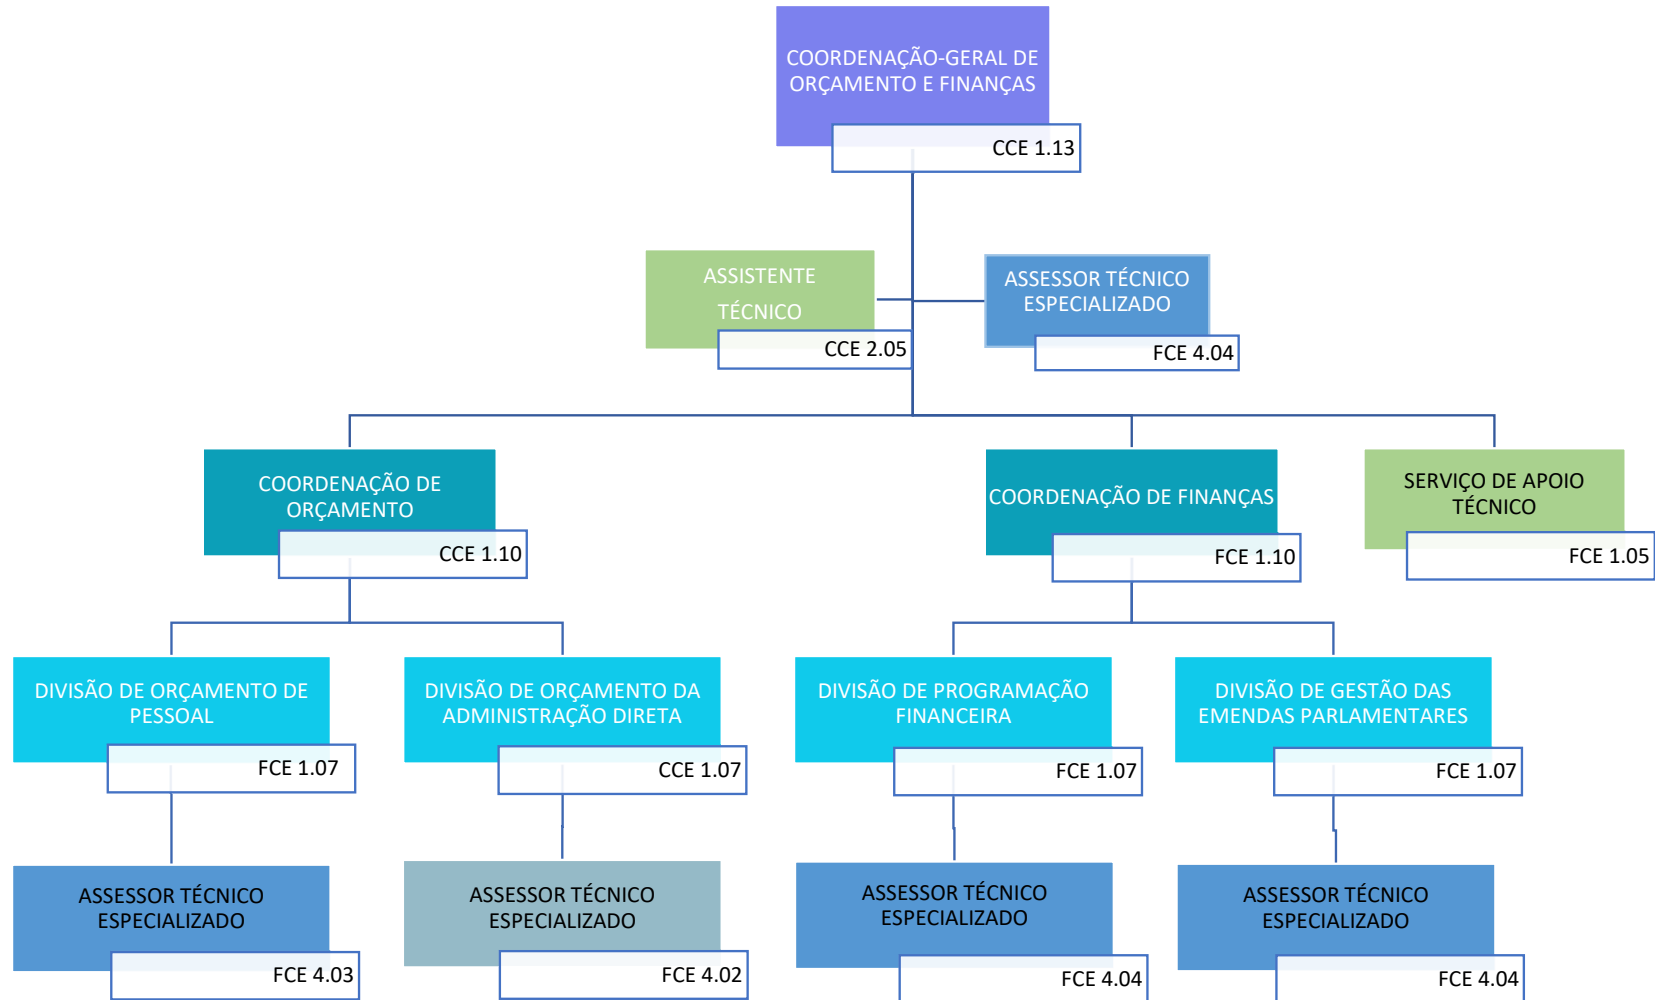 COORDENAÇÃO-GERAL DE
ORÇAMENTO E FINANÇAS
CCE 1.13
ASSISTENTE
TÉCNICO
CCE 2.05
ASSESSOR TÉCNICO
ESPECIALIZADO
FCE 4.04
COORDENAÇÃO DE
ORÇAMENTO
CCE 1.10
COORDENAÇÃO DE FINANÇAS
FCE 1.10
SERVIÇO DE APOIO
TÉCNICO
FCE 1.05
DIVISÃO DE ORÇAMENTO DE
PESSOAL
FCE 1.07
DIVISÃO DE ORÇAMENTO DA
ADMINISTRAÇÃO DIRETA
CCE 1.07
DIVISÃO DE PROGRAMAÇÃO
FINANCEIRA
FCE 1.07
DIVISÃO DE GESTÃO DAS
EMENDAS PARLAMENTARES
FCE 1.07
ASSESSOR TÉCNICO
ESPECIALIZADO
FCE 4.03
ASSESSOR TÉCNICO
ESPECIALIZADO
FCE 4.02
ASSESSOR TÉCNICO
ESPECIALIZADO
FCE 4.04
ASSESSOR TÉCNICO
ESPECIALIZADO
FCE 4.04